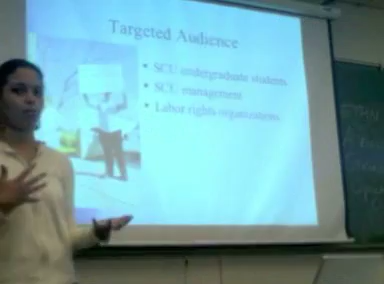 Targeted Audience
• SCU undergraduate students
• SCU management
• Labor rights organizations